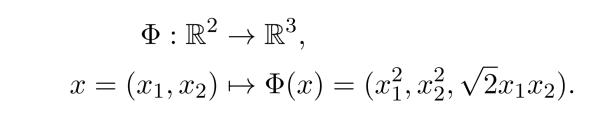 Φ : ℝ² → ℝ³,
x = (x₁, x₂) ↦ Φ(x) = (x₁², x₂², √2x₁x₂).